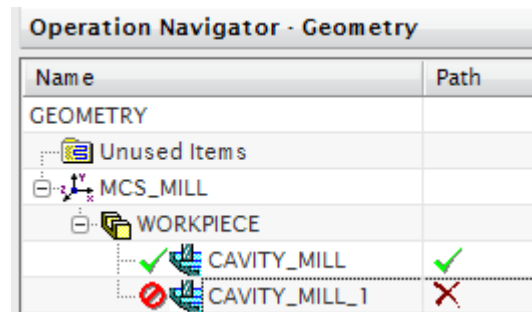 Operation Navigator - Geometry
Name Path
GEOMETRY
Unused Items
MCS_MILL
WORKPIECE
CAVITY_MILL
CAVITY_MILL_1